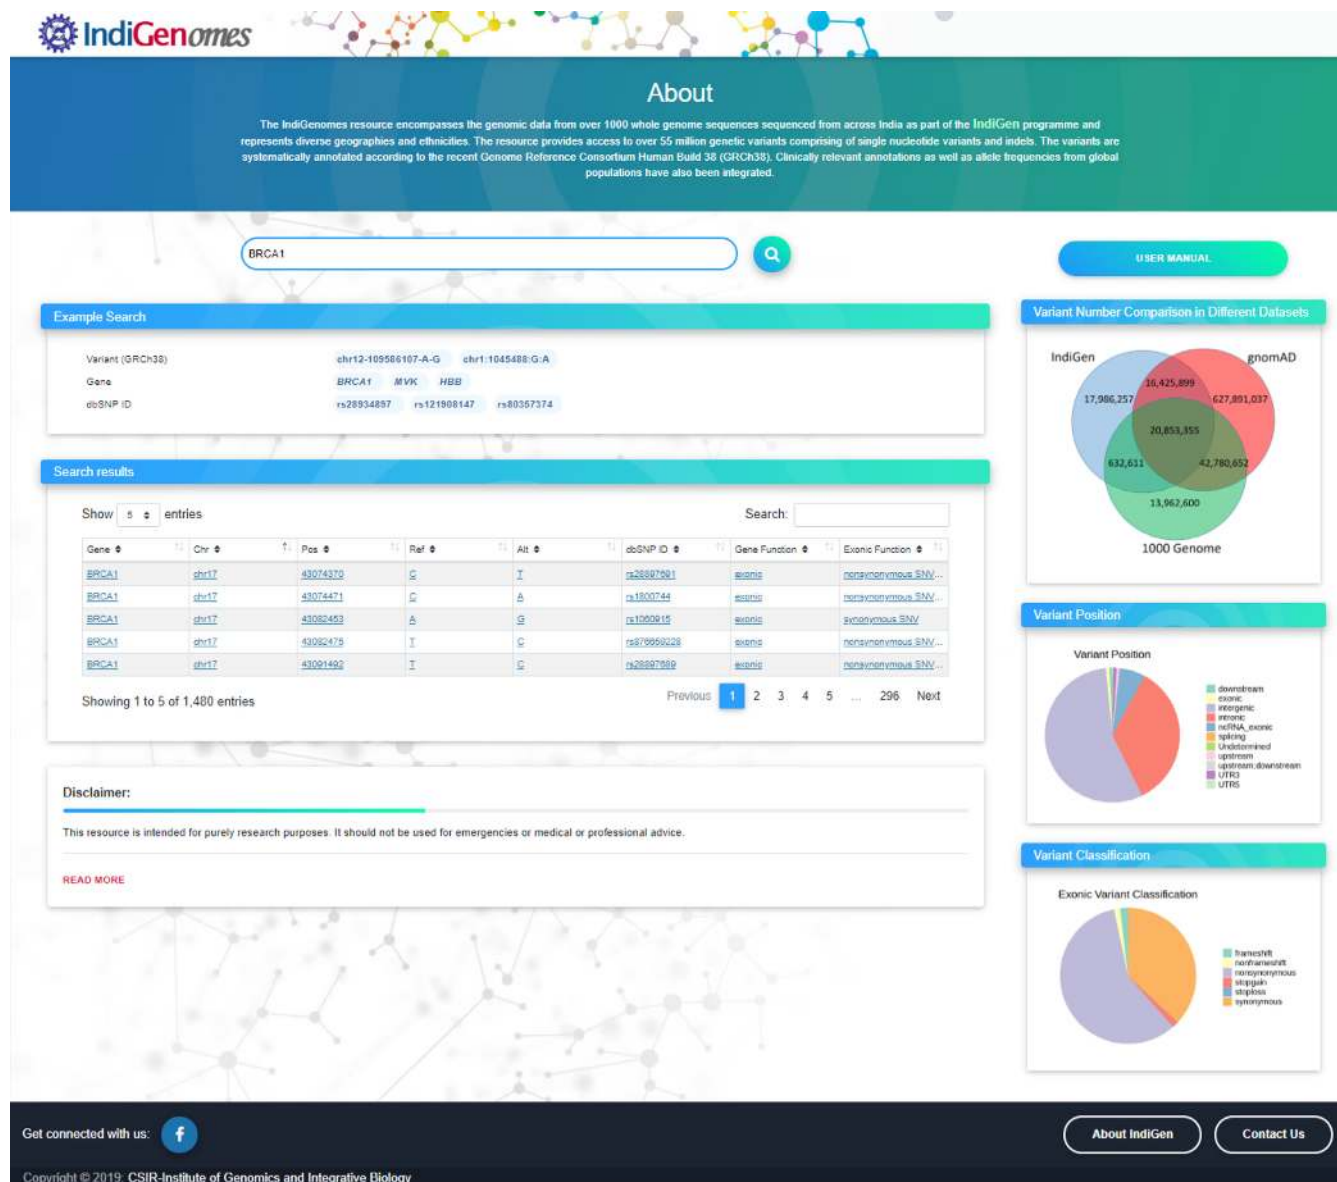 IndiGenomes
About
The IndiGenomes resource encompasses the genomic data from over 1000 whole genome sequences sequenced from across India as part of the IndiGen programme and
represents diverse geographies and ethnicities. The resource provides access to over 55 million genetic variants comprising of single nucleotide variants and indels. The variants are
systematically annotated according to the recent Genome Reference Consortium Human Build 38 (GRCh38). Clinically relevant annotations as well as allele frequencies from global
populations have also been integrated.
BRCA1
USER MANUAL
Example Search
Variant (GRCh38) chr12-109586107-A-G chr1:1045488:G:A
Gene BRCA1 MVK HBB
dbSNP ID rs28934897 rs121908147 rs80357374
Search results
Show 5 entries Search:
Gene Chr Pos Ref Alt dbSNP ID Gene Function Exonic Function
BRCA1 chr17 43074370 C T rs28897691 exonic nonsynonymous SNV...
BRCA1 chr17 43074471 C A rs1800744 exonic nonsynonymous SNV...
BRCA1 chr17 43082453 A G rs1060915 exonic synonymous SNV
BRCA1 chr17 43082475 T C rs876659228 exonic nonsynonymous SNV...
BRCA1 chr17 43091492 T C rs28897689 exonic nonsynonymous SNV...
Showing 1 to 5 of 1,480 entries
Previous 1 2 3 4 5 ... 296 Next
Disclaimer:
This resource is intended for purely research purposes. It should not be used for emergencies or medical or professional advice.
READ MORE
Variant Number Comparison in Different Datasets
IndiGen gnomAD
16,425,899
17,986,257 627,891,037
20,853,355
632,611 42,780,652
13,962,600
1000 Genome
Variant Position
Variant Position
downstream
exonic
intergenic
intronic
ncRNA_exonic
splicing
Undetermined
upstream
upstream;downstream
UTR3
UTR5
Variant Classification
Exonic Variant Classification
frameshift
nonframeshift
nonsynonymous
stopgain
stoploss
synonymous
Get connected with us:
f
About IndiGen
Contact Us
Copyright © 2019: CSIR-Institute of Genomics and Integrative Biology